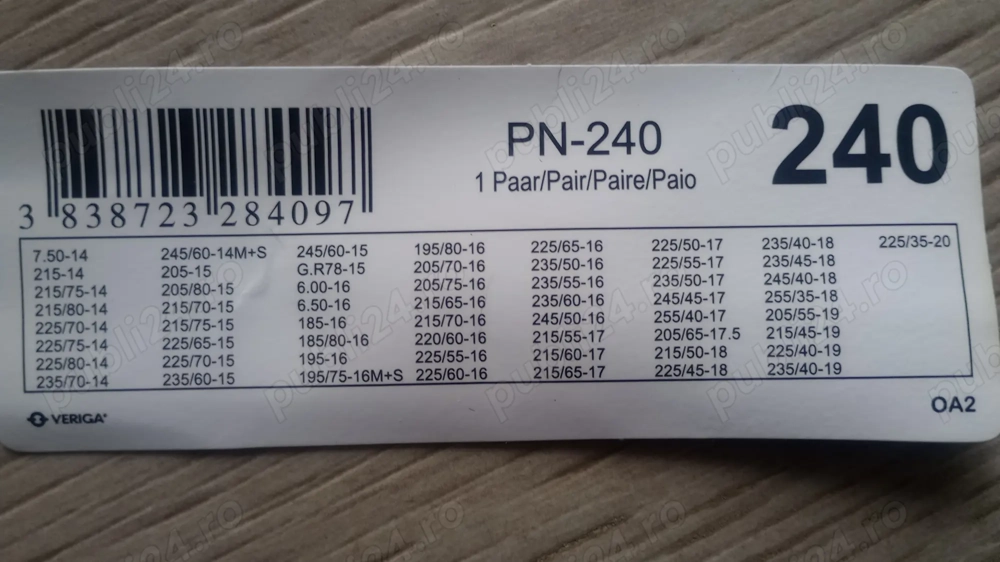 PN-240
1 Paar/Pair/Paire/Paio
240
3 838723 284097
7.50-14 245/60-14M+S 245/60-15 195/80-16 225/65-16 225/50-17 235/40-18 225/35-20
215-14 205-15 G.R78-15 205/70-16 235/50-16 225/55-17 235/45-18
215/75-14 205/80-15 6.00-16 205/75-16 235/55-16 235/50-17 245/40-18
215/80-14 215/70-15 6.50-16 215/65-16 235/60-16 245/45-17 255/35-18
225/70-14 215/75-15 185-16 215/70-16 245/50-16 255/40-17 205/55-19
225/75-14 225/65-15 185/80-16 220/60-16 215/55-17 205/65-17.5 215/45-19
225/80-14 225/70-15 195-16 225/55-16 215/60-17 215/50-18 225/40-19
235/70-14 235/60-15 195/75-16M+S 225/60-16 215/65-17 225/45-18 235/40-19
VERIGA
OA2
publi24.ro